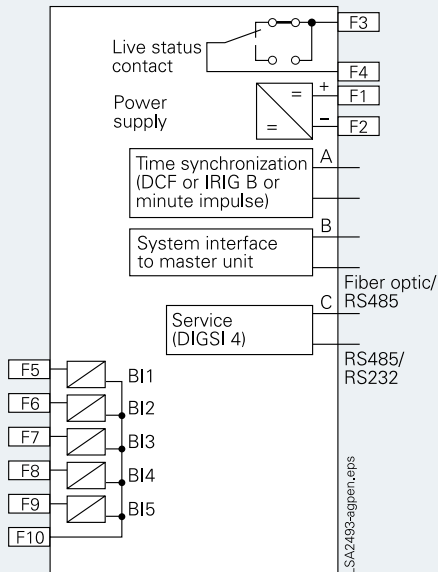 F3
Live status
contact
F4
+
F1
Power
supply
=
=
−
F2
Time synchronization
(DCF or IRIG B or
minute impulse)
A
System interface
to master unit
B
Fiber optic/
RS485
Service
(DIGSI 4)
C
RS485/
RS232
F5
BI1
F6
BI2
F7
BI3
F8
BI4
F9
BI5
F10
LSA2493-agpen.eps